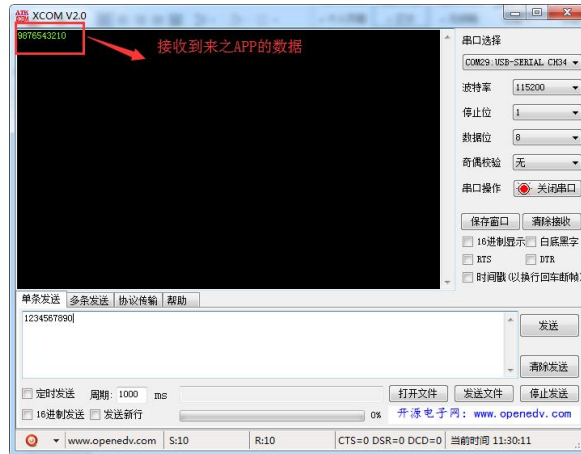 XCOM V2.0
9876543210
接收到来之APP的数据
串口选择
COM29:USB-SERIAL CH34
波特率 115200
停止位 1
数据位 8
奇偶校验 无
串口操作 关闭串口
保存窗口 清除接收
16进制显示 白底黑字
RTS DTR
时间戳(以换行回车断帧)
单条发送 多条发送 协议传输 帮助
1234567890
发送
清除发送
定时发送 周期: 1000 ms 打开文件 发送文件 停止发送
16进制发送 发送新行 0% 开源电子网: www.openedv.com
www.openedv.com S:10 R:10 CTS=0 DSR=0 DCD=0 当前时间 11:30:11